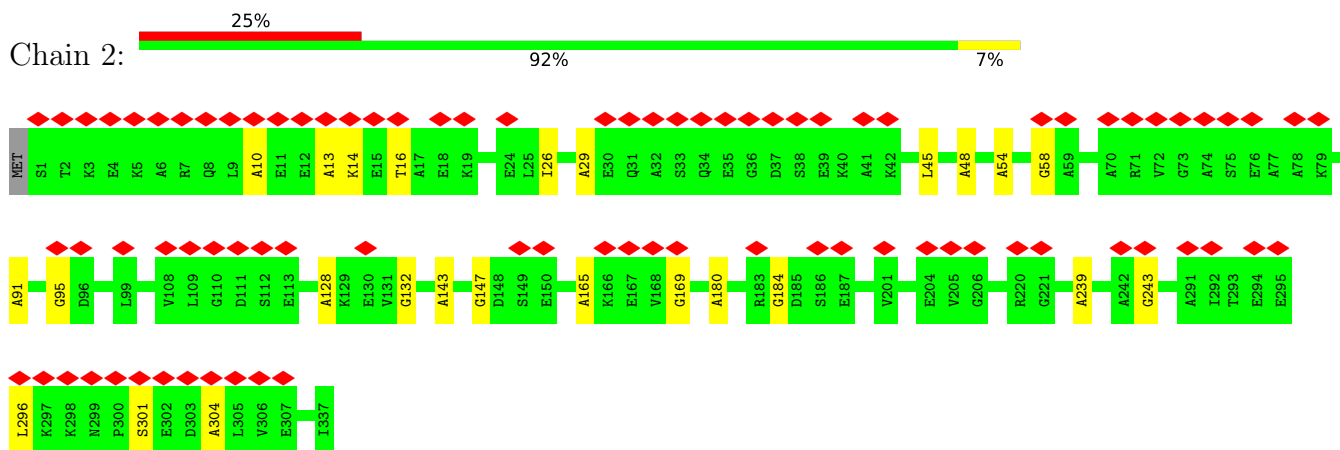 25%
Chain 2:
92% 7%
MET S1 T2 K3 E4 K5 A6 R7 Q8 L9 A10 E11 E12 A13 K14 E15 T16 A17 E18 K19 E24 L25 I26 A29 E30 Q31 A32 S33 Q34 E35 G36 D37 S38 E39 K40 A41 K42 L45 A48 A54 G58 A59 A70 R71 V72 G73 A74 S75 E76 A77 A78 K79
A91 G95 D96 L99 V108 L109 G110 D111 S112 E113 A128 K129 E130 V131 G132 A143 G147 D148 S149 E150 A165 K166 E167 V168 G169 A180 R183 G184 D185 S186 E187 V201 E204 V205 G206 E220 G221 A239 A242 G243 A291 I292 T293 E294 E295
L296 K297 K298 N299 P300 S301 E302 D303 A304 L305 V306 E307 I337